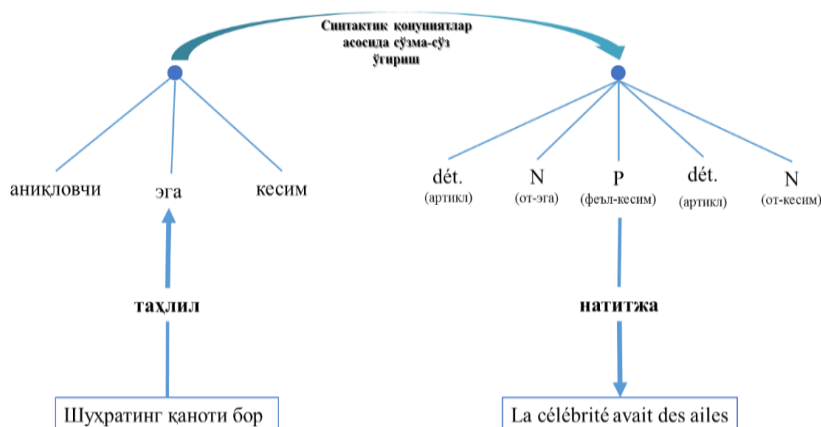 Синтактик қонуниятлар
асосида сўзма-сўз
ўгириш
аниқловчи
эга
кесим
dét.
(артикл)
N
(от-эга)
P
(феъл-кесим)
dét.
(артикл)
N
(от-кесим)
таҳлил
натитжа
Шуҳратинг қаноти бор
La célébrité avait des ailes